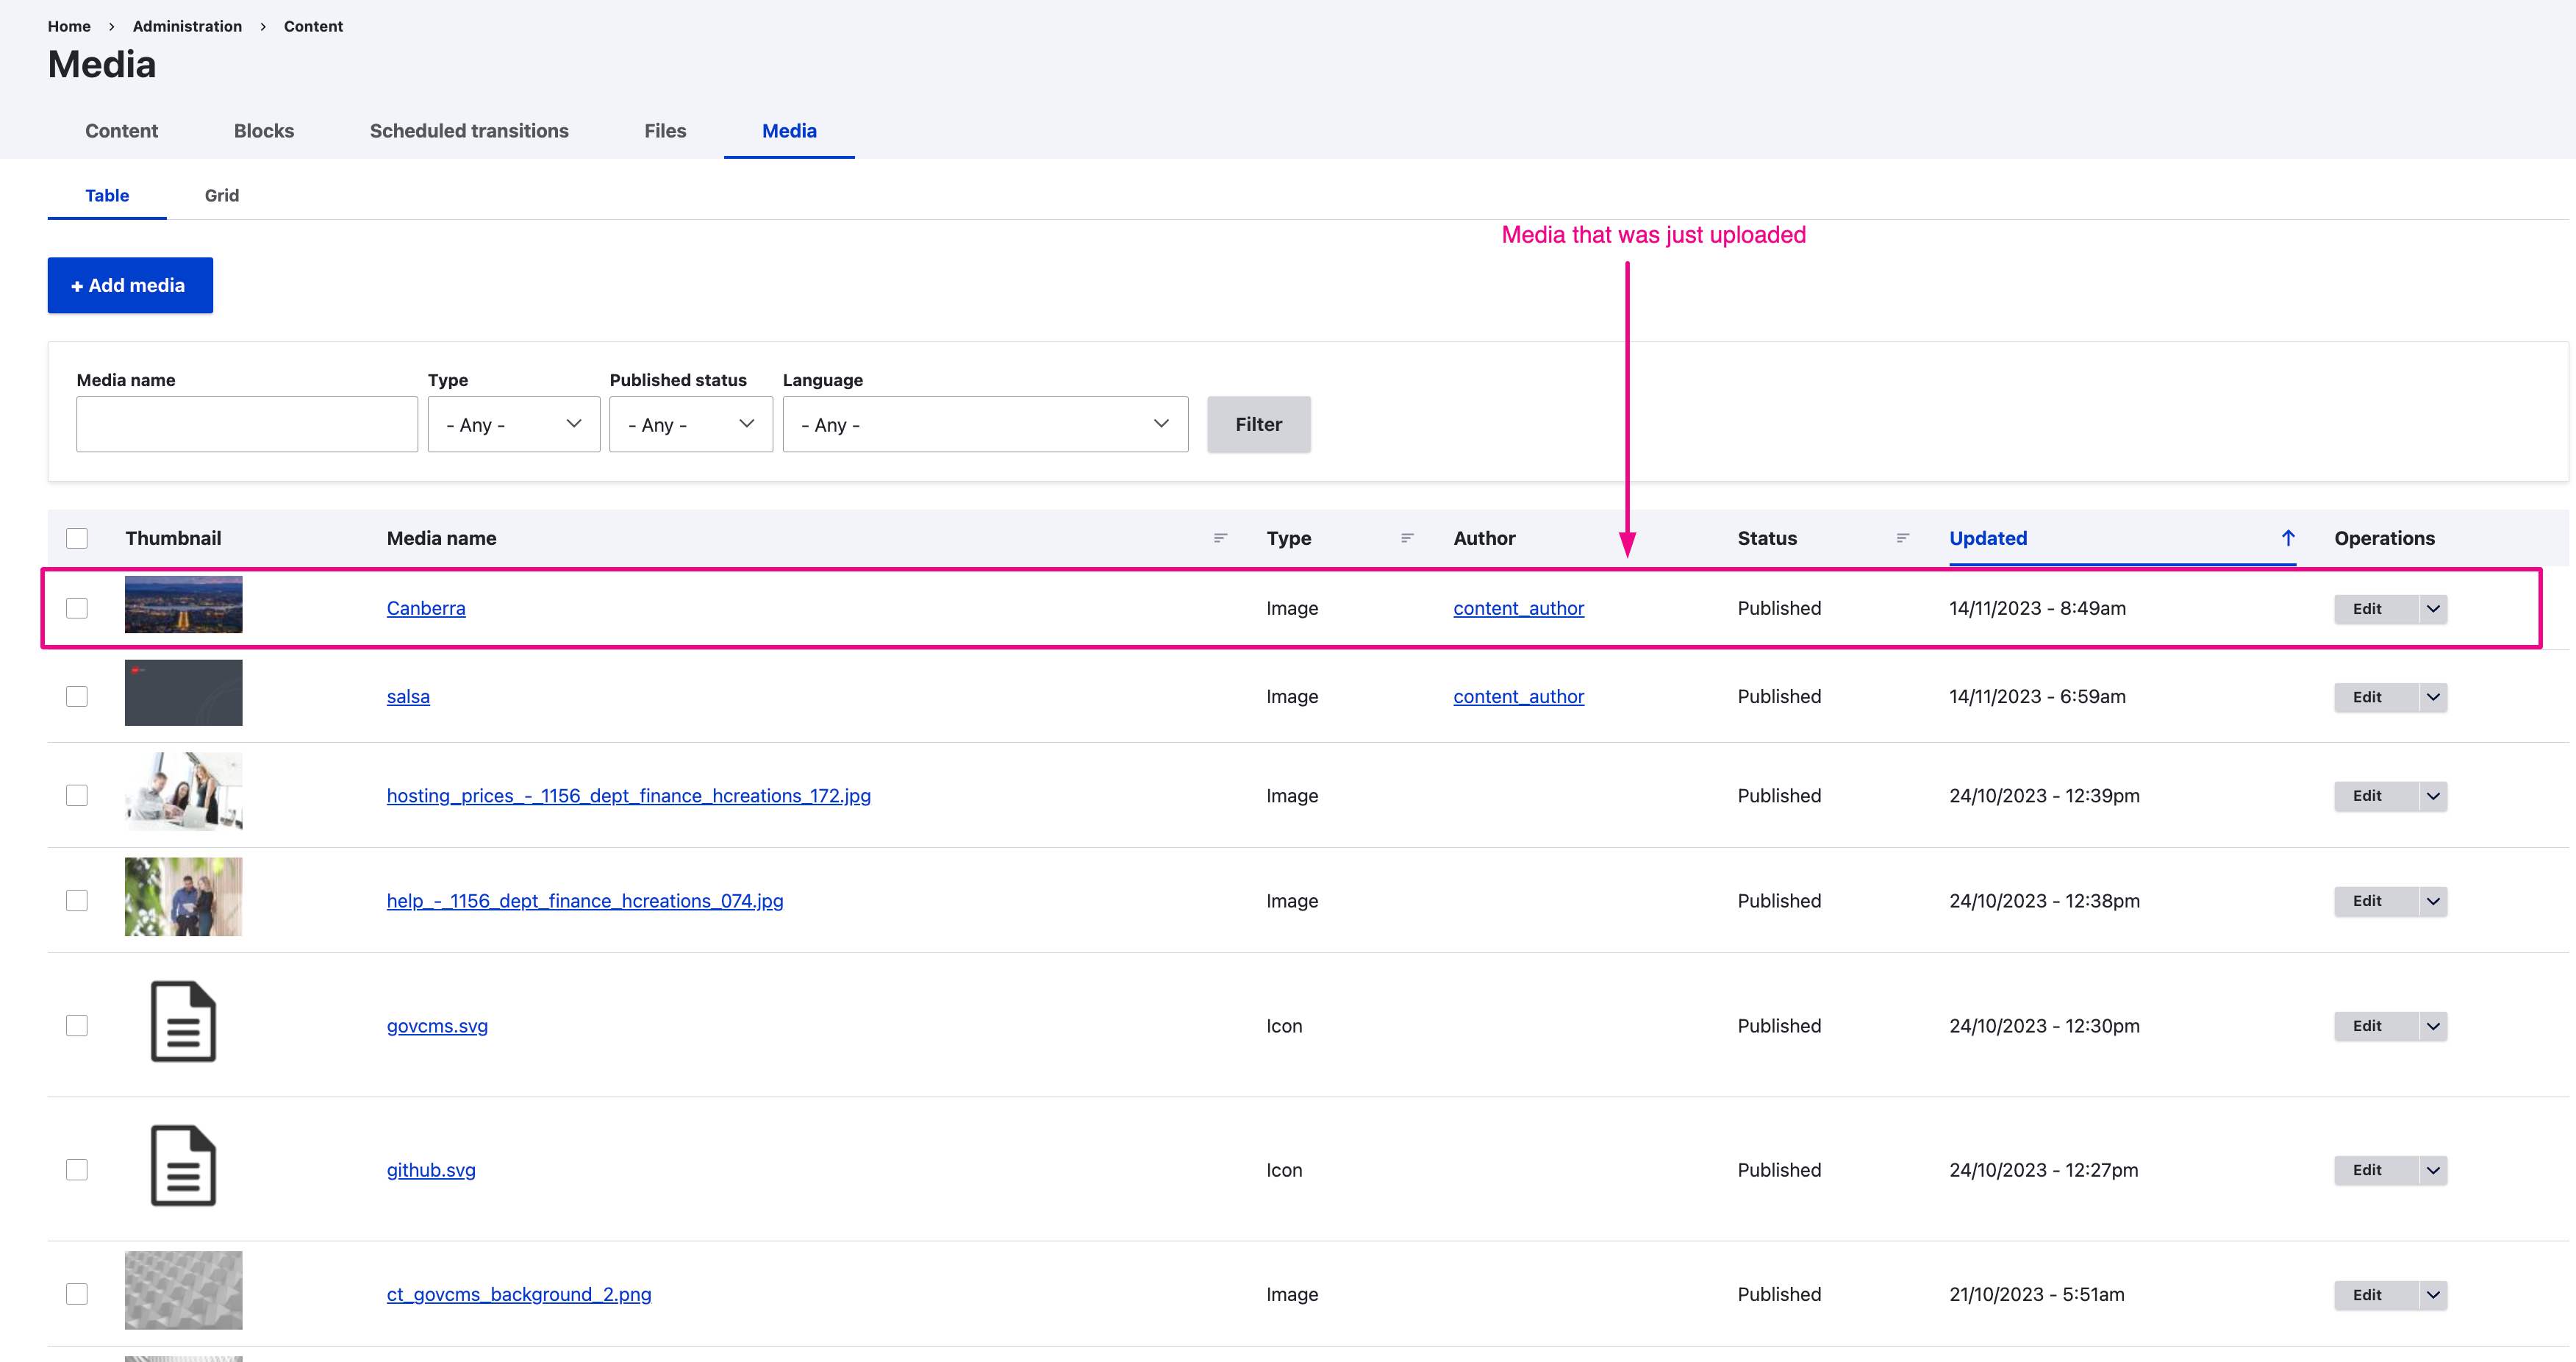 Home > Administration > Content
Media
Content Blocks Scheduled transitions Files Media
Table Grid
Media that was just uploaded
+ Add media
Media name Type Published status Language
- Any - - Any - - Any - Filter
Thumbnail Media name Type Author Status Updated Operations
Canberra Image content_author Published 14/11/2023 - 8:49am Edit
salsa Image content_author Published 14/11/2023 - 6:59am Edit
hosting_prices_-_1156_dept_finance_hcreations_172.jpg Image Published 24/10/2023 - 12:39pm Edit
help_-_1156_dept_finance_hcreations_074.jpg Image Published 24/10/2023 - 12:38pm Edit
govcms.svg Icon Published 24/10/2023 - 12:30pm Edit
github.svg Icon Published 24/10/2023 - 12:27pm Edit
ct_govcms_background_2.png Image Published 21/10/2023 - 5:51am Edit